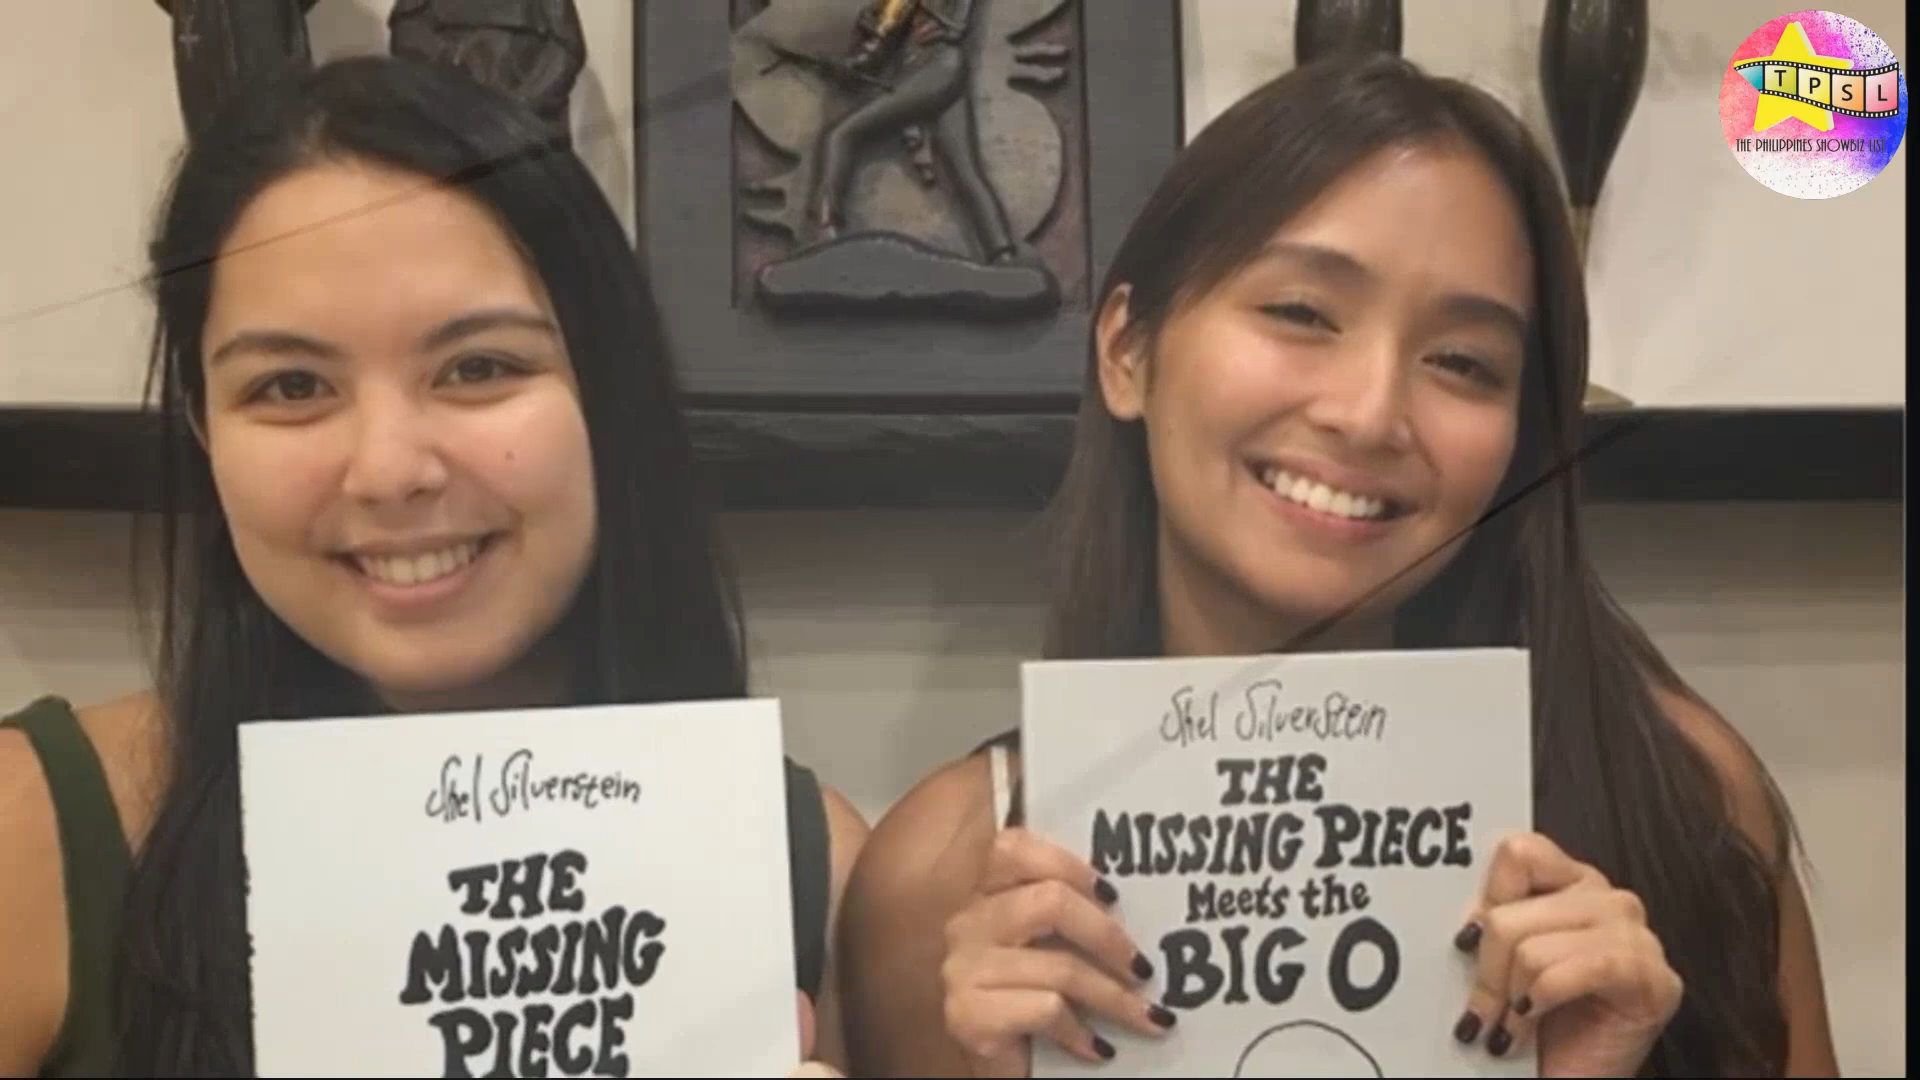 TPSL
THE PHILIPPINES SHOWBIZ LIST
Shel Silverstein
THE
MISSING
PIECE
Shel Silverstein
THE
MISSING PIECE
Meets the
BIG O